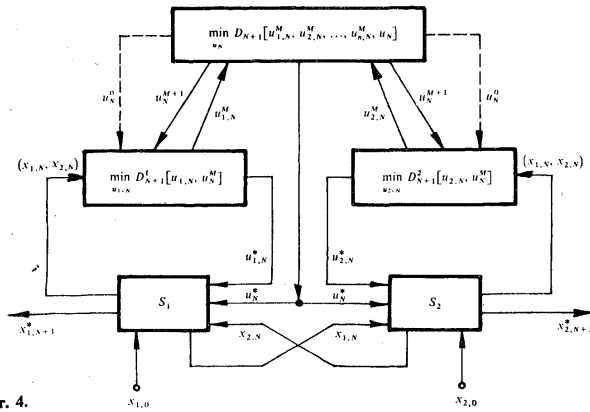 min D_{N+1}[u^M_{1,N}, u^M_{2,N}, ..., u^M_{n,N}, u_N]
u_N
u^0_N
u^{M+1}_N
u^M_{1,N}
u^M_{2,N}
u^{M+1}_N
u^0_N
(x_{1,N}, x_{2,N})
min D^1_{N+1}[u_{1,N}, u^M_N]
u_{1,N}
min D^2_{N+1}[u_{2,N}, u^M_N]
u_{2,N}
(x_{1,N}, x_{2,N})
u^*_{1,N}
u^*_{2,N}
S_1
u^*_N
u^*_N
S_2
x^*_{1,N+1}
x_{2,N}
x_{1,N}
x^*_{2,N+1}
г. 4.
x_{1,0}
x_{2,0}